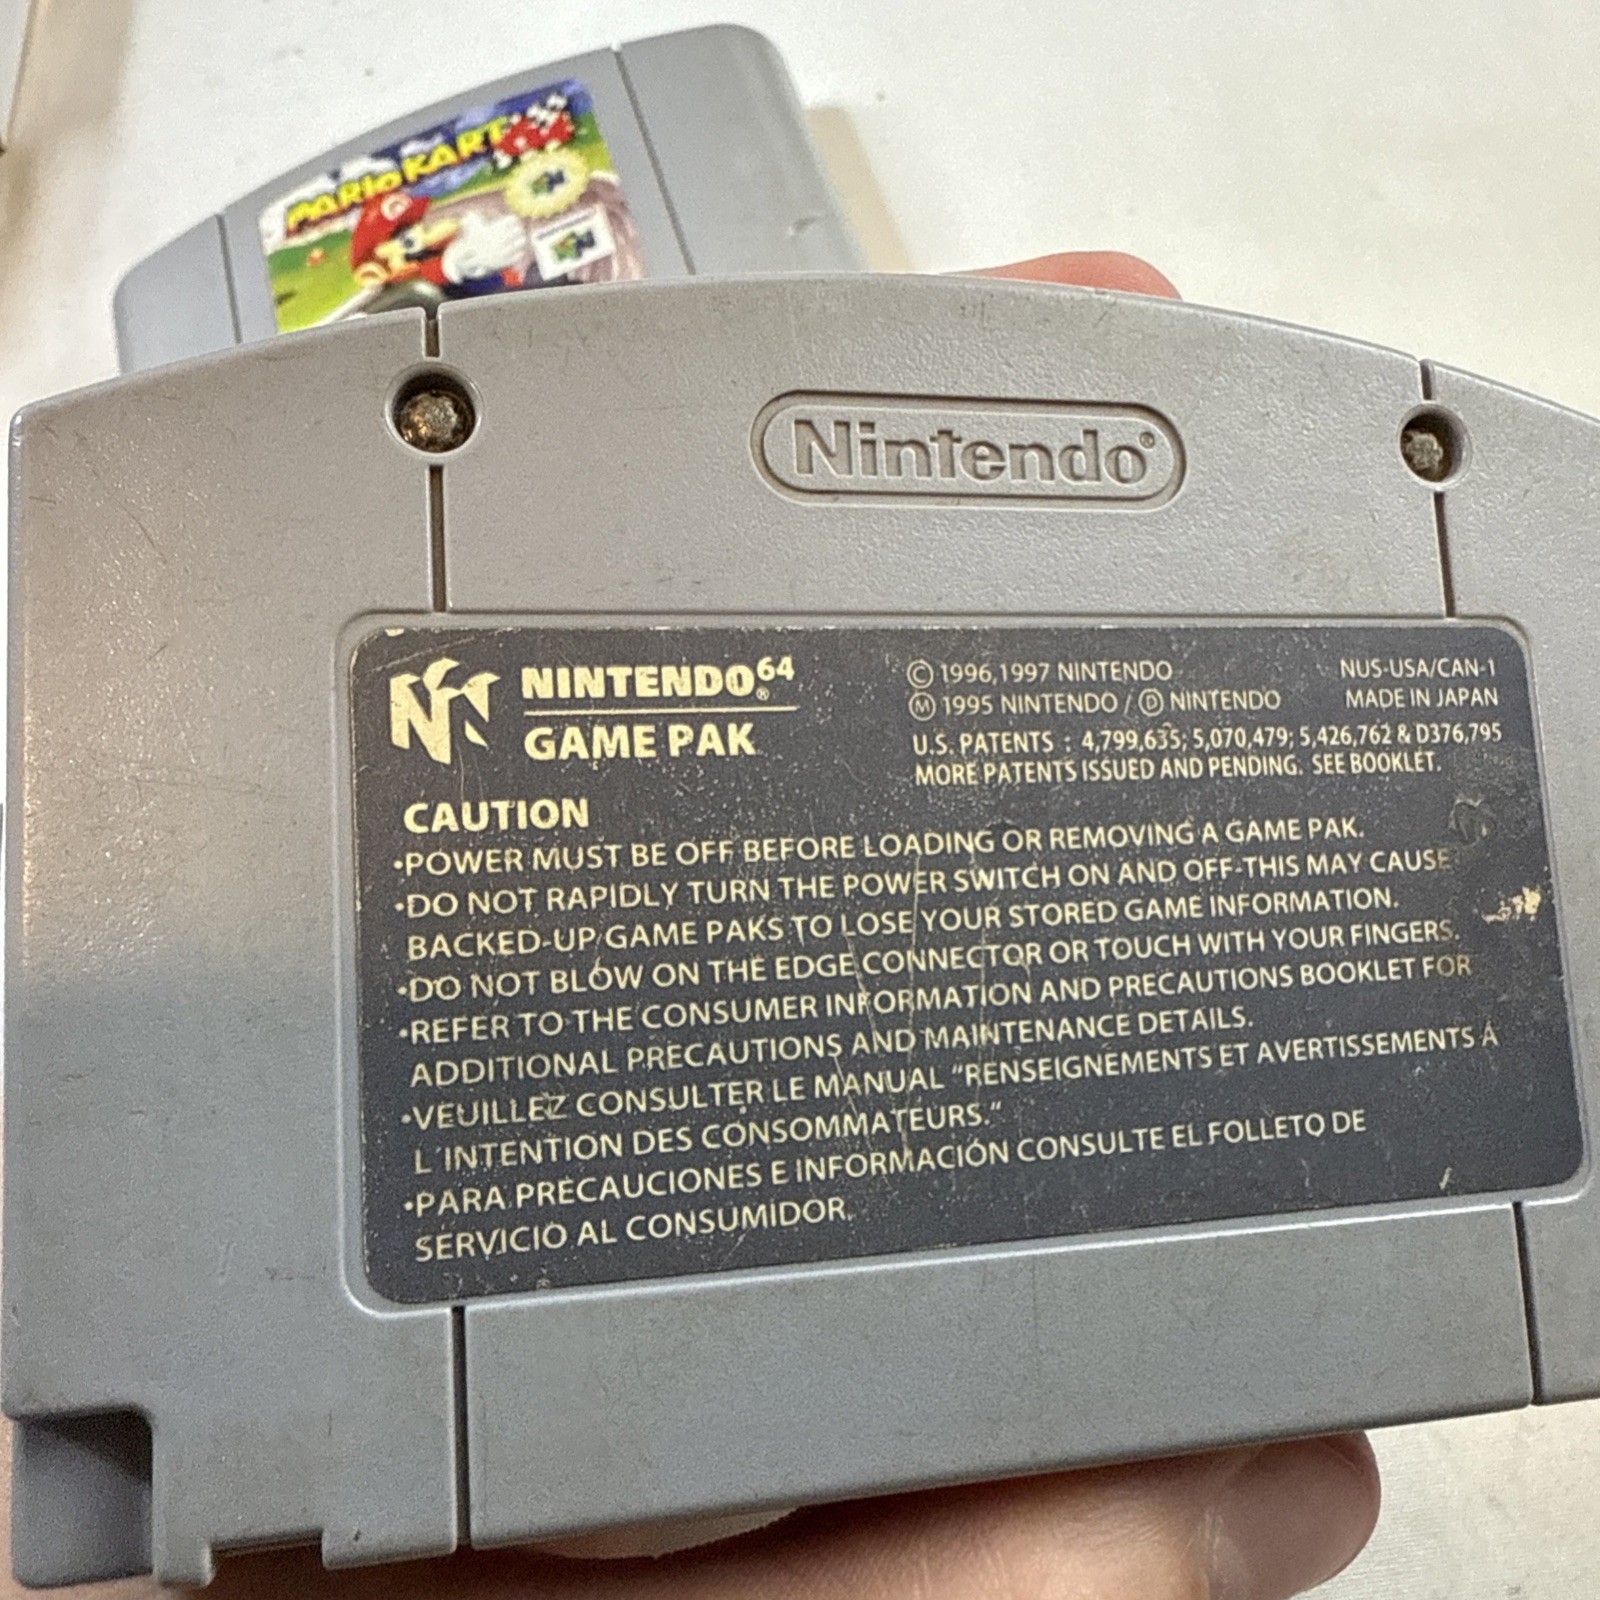 MARIO KART
Nintendo®
NINTENDO64®
GAME PAK
© 1996,1997 NINTENDO
Ⓜ 1995 NINTENDO / Ⓓ NINTENDO
NUS-USA/CAN-1
MADE IN JAPAN
U.S. PATENTS : 4,799,635; 5,070,479; 5,426,762 & D376,795
MORE PATENTS ISSUED AND PENDING. SEE BOOKLET.
CAUTION
•POWER MUST BE OFF BEFORE LOADING OR REMOVING A GAME PAK.
•DO NOT RAPIDLY TURN THE POWER SWITCH ON AND OFF-THIS MAY CAUSE
BACKED-UP GAME PAKS TO LOSE YOUR STORED GAME INFORMATION.
•DO NOT BLOW ON THE EDGE CONNECTOR OR TOUCH WITH YOUR FINGERS.
•REFER TO THE CONSUMER INFORMATION AND PRECAUTIONS BOOKLET FOR
ADDITIONAL PRECAUTIONS AND MAINTENANCE DETAILS.
•VEUILLEZ CONSULTER LE MANUAL "RENSEIGNEMENTS ET AVERTISSEMENTS À
L'INTENTION DES CONSOMMATEURS."
•PARA PRECAUCIONES E INFORMACIÓN CONSULTE EL FOLLETO DE
SERVICIO AL CONSUMIDOR.